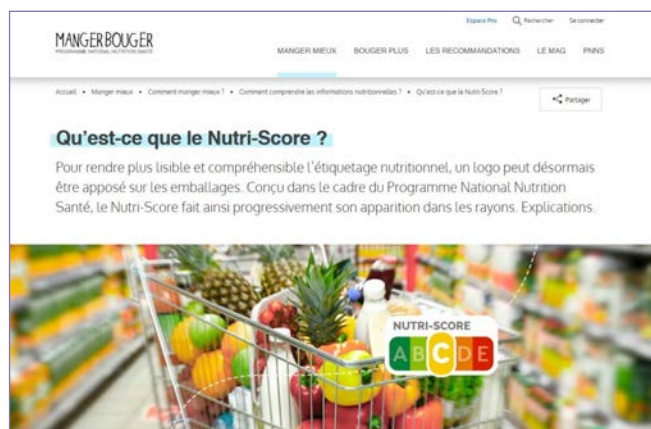 Espace Pro Rechercher Se connecter
MANGERBOUGER
PROGRAMME NATIONAL NUTRITION SANTÉ
MANGER MIEUX BOUGER PLUS LES RECOMMANDATIONS LE MAG PNNS
Accueil • Manger mieux • Comment manger mieux ? • Comment comprendre les informations nutritionnelles ? • Qu'est-ce que le Nutri-Score ?
Partager
Qu'est-ce que le Nutri-Score ?
Pour rendre plus lisible et compréhensible l'étiquetage nutritionnel, un logo peut désormais
être apposé sur les emballages. Conçu dans le cadre du Programme National Nutrition
Santé, le Nutri-Score fait ainsi progressivement son apparition dans les rayons. Explications.
NUTRI-SCORE
A B C D E